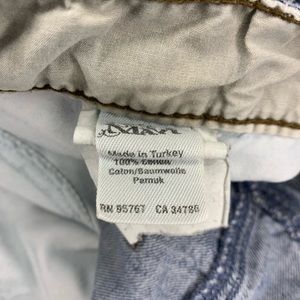 Made in Turkey
100% Cotton
Coton/Baumwolle
Pamuk
RN 95767 CA 34786